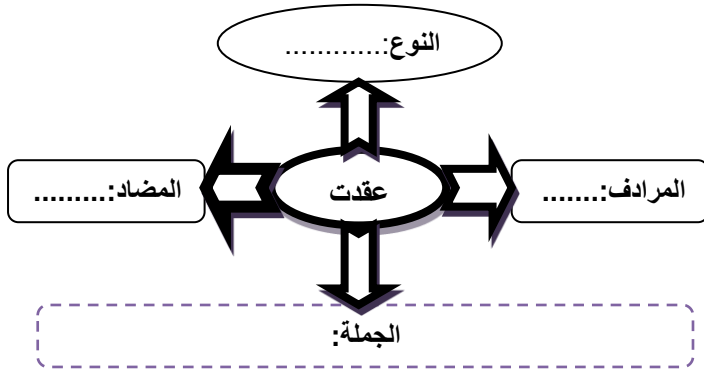 النوع:............
المرادف:.......
عقدت
المضاد:.........
الجملة: